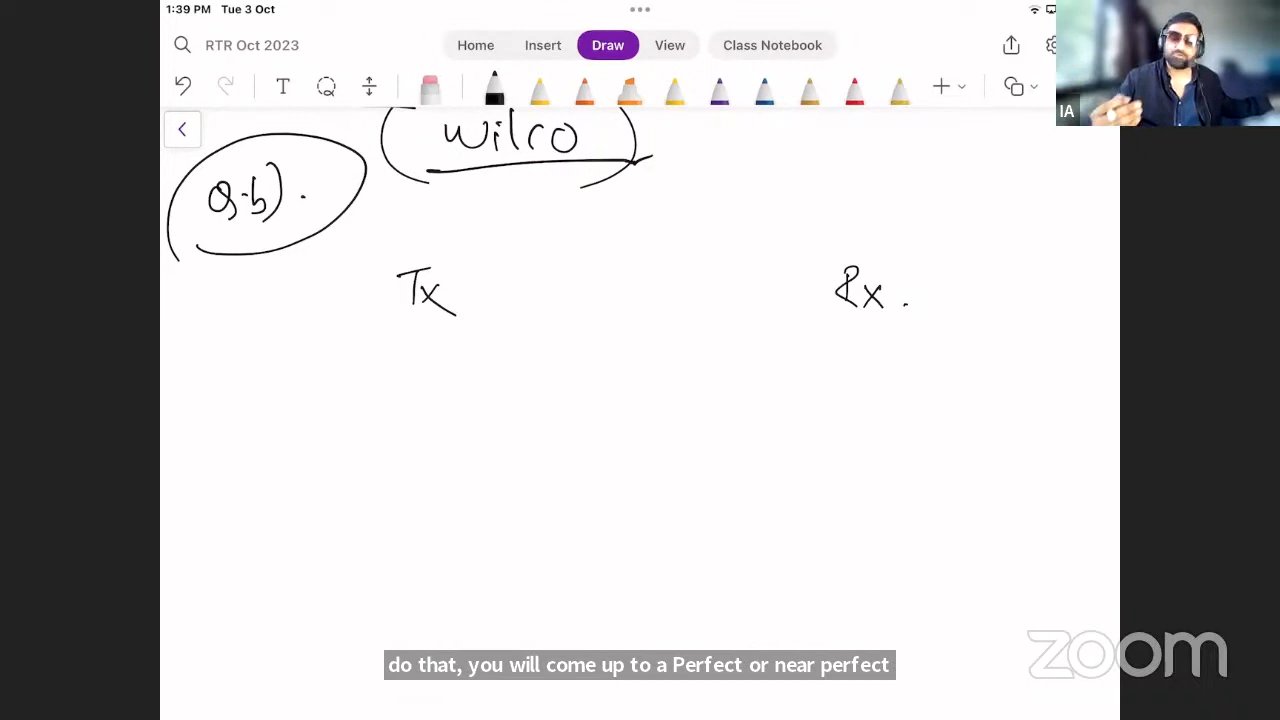 1:39 PM Tue 3 Oct
RTR Oct 2023
Home Insert Draw View Class Notebook
T
IA
Wilco
Q.b).
Tx Rx.
do that, you will come up to a Perfect or near perfect
zoom